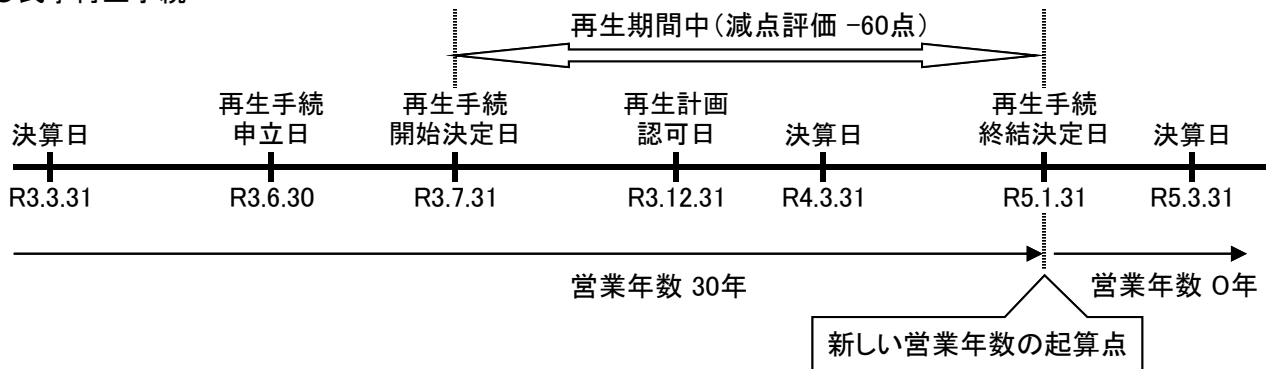 再生期間中(減点評価 -60点)
決算日
再生手続
申立日
再生手続
開始決定日
再生計画
認可日
決算日
再生手続
終結決定日
決算日
R3.3.31
R3.6.30
R3.7.31
R3.12.31
R4.3.31
R5.1.31
R5.3.31
営業年数 30年
営業年数 0年
新しい営業年数の起算点